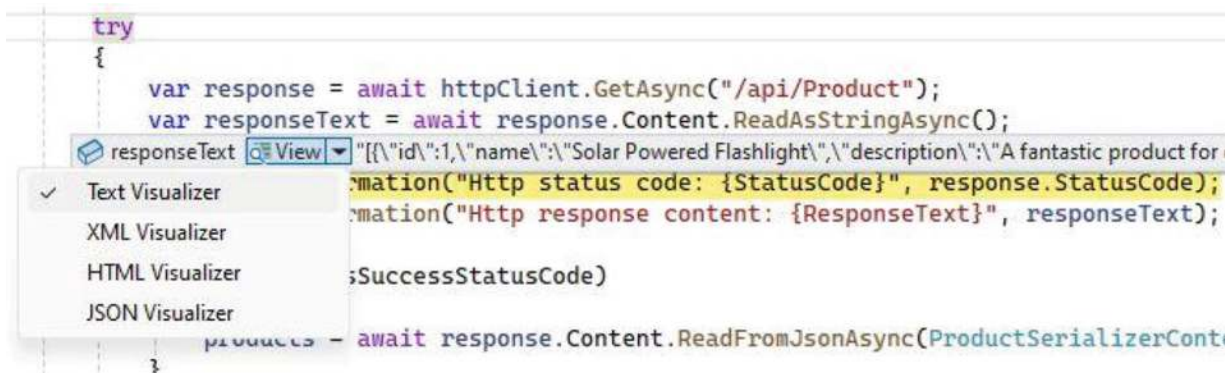 try
{
var response = await httpClient.GetAsync("/api/Product");
var responseText = await response.Content.ReadAsStringAsync();
responseText View "[{\"id\":1,\"name\":\"Solar Powered Flashlight\",\"description\":\"A fantastic product for
Text Visualizer
XML Visualizer
HTML Visualizer
JSON Visualizer
rmation("Http status code: {StatusCode}", response.StatusCode);
rmation("Http response content: {ResponseText}", responseText);
sSuccessStatusCode)
products = await response.Content.ReadFromJsonAsync(ProductSerializerConte
}